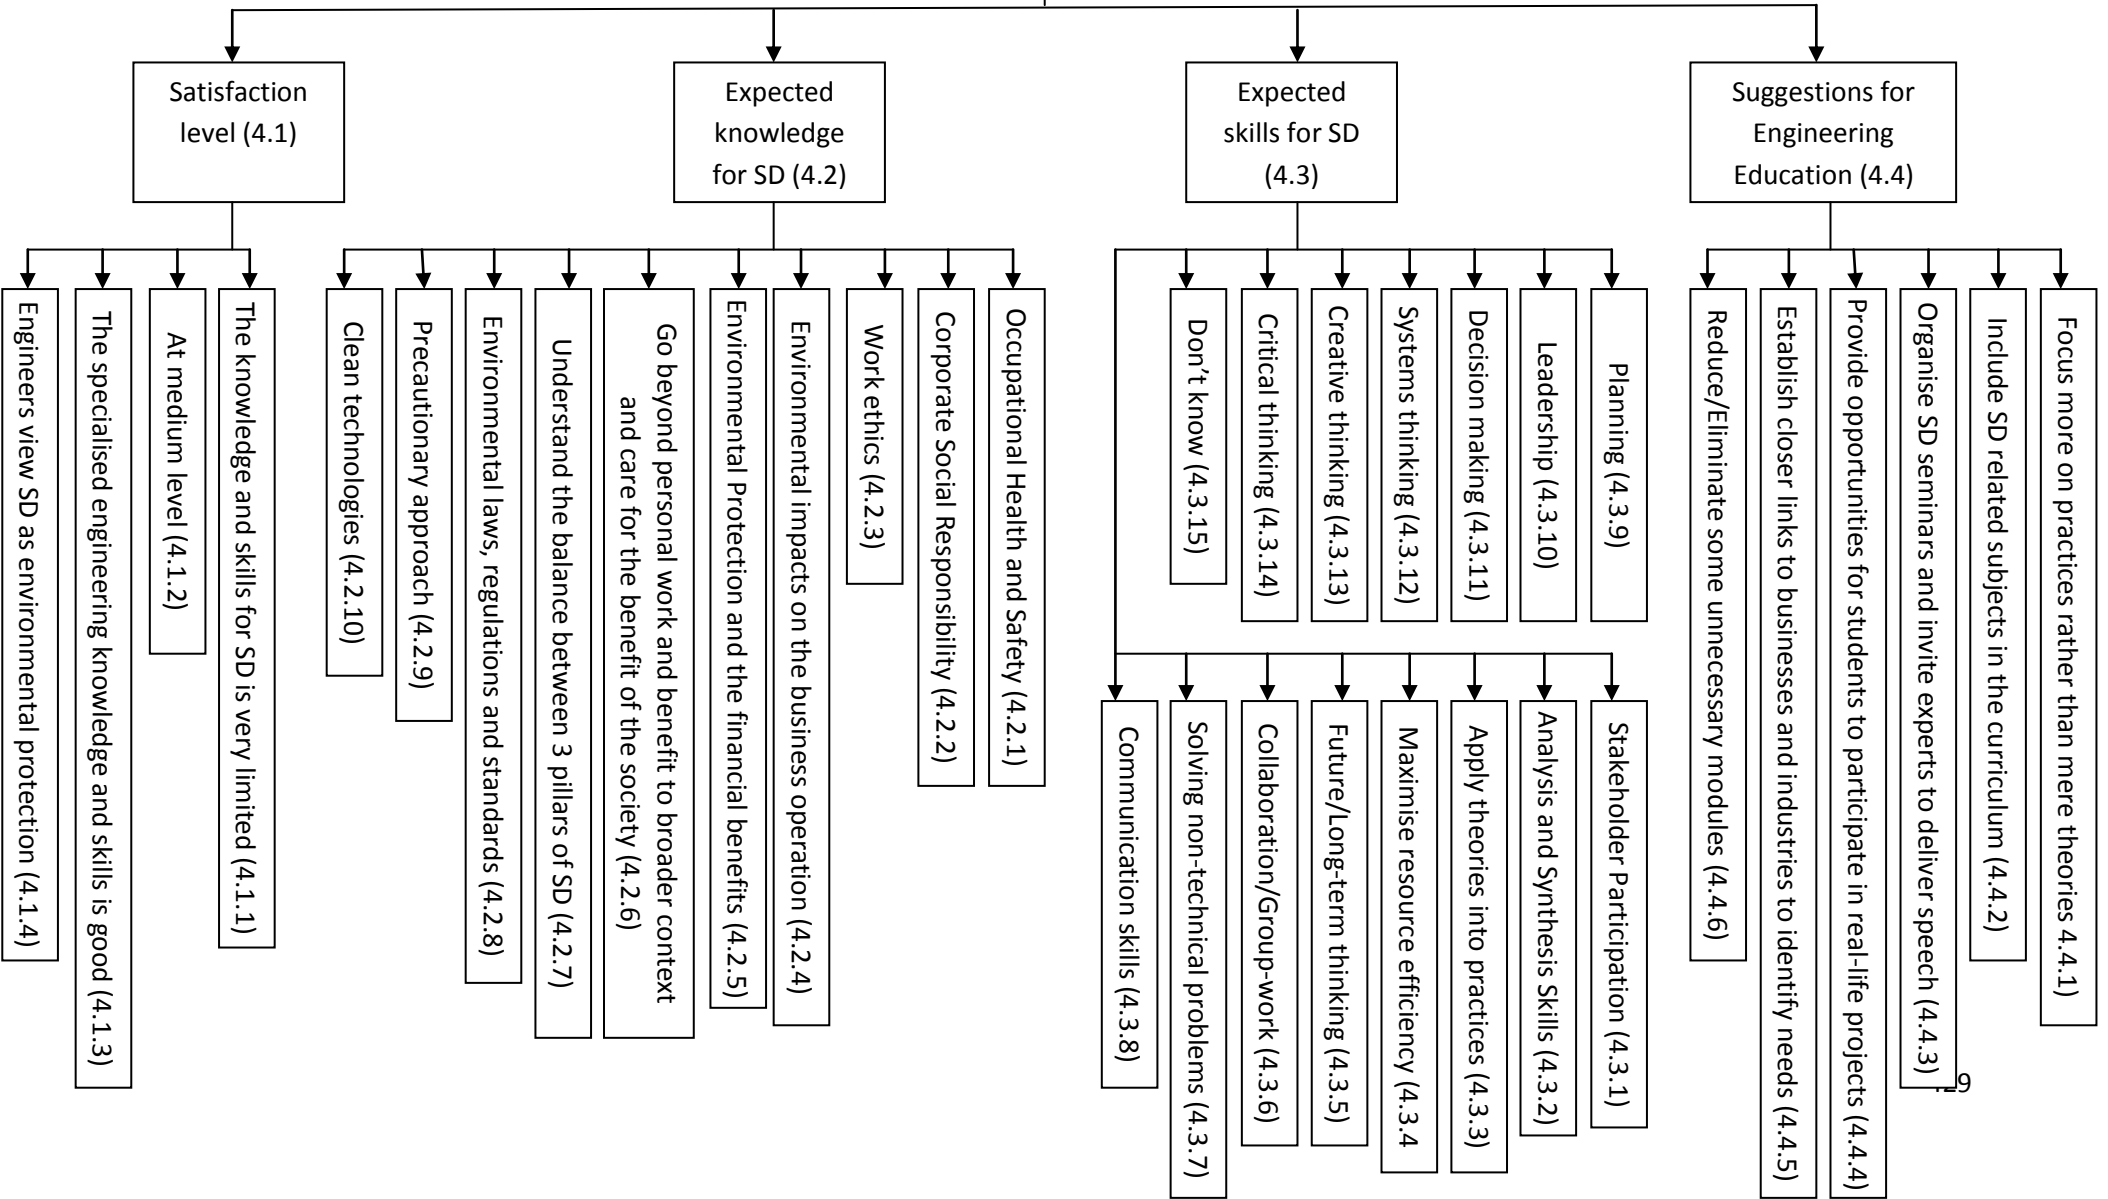 Satisfaction
level (4.1)
Expected
knowledge
for SD (4.2)
Expected
skills for SD
(4.3)
Suggestions for
Engineering
Education (4.4)
Engineers view SD as environmental protection (4.1.4)
The specialised engineering knowledge and skills is good (4.1.3)
At medium level (4.1.2)
The knowledge and skills for SD is very limited (4.1.1)
Clean technologies (4.2.10)
Precautionary approach (4.2.9)
Environmental laws, regulations and standards (4.2.8)
Understand the balance between 3 pillars of SD (4.2.7)
Go beyond personal work and benefit to broader context
and care for the benefit of the society (4.2.6)
Environmental Protection and the financial benefits (4.2.5)
Environmental impacts on the business operation (4.2.4)
Work ethics (4.2.3)
Corporate Social Responsibility (4.2.2)
Occupational Health and Safety (4.2.1)
Don't know (4.3.15)
Critical thinking (4.3.14)
Creative thinking (4.3.13)
Systems thinking (4.3.12)
Decision making (4.3.11)
Leadership (4.3.10)
Planning (4.3.9)
Communication skills (4.3.8)
Solving non-technical problems (4.3.7)
Collaboration/Group-work (4.3.6)
Future/Long-term thinking (4.3.5)
Maximise resource efficiency (4.3.4
Apply theories into practices (4.3.3)
Analysis and Synthesis Skills (4.3.2)
Stakeholder Participation (4.3.1)
Reduce/Eliminate some unnecessary modules (4.4.6)
Establish closer links to businesses and industries to identify needs (4.4.5)
Provide opportunities for students to participate in real-life projects (4.4.4)
Organise SD seminars and invite experts to deliver speech (4.4.3)
Include SD related subjects in the curriculum (4.4.2)
Focus more on practices rather than mere theories 4.4.1)